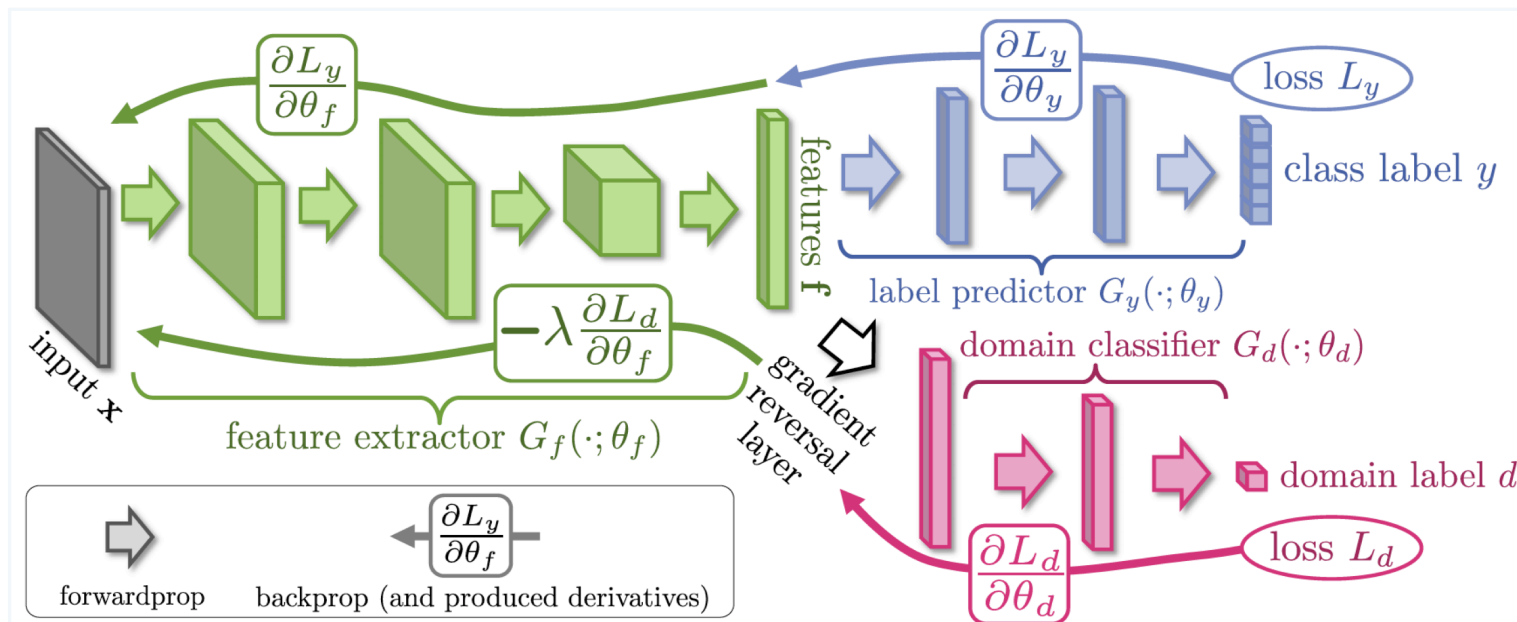 ∂L_y/∂θ_f
∂L_y/∂θ_y
loss L_y
features f
class label y
label predictor G_y(·; θ_y)
input x
−λ ∂L_d/∂θ_f
feature extractor G_f(·; θ_f)
gradient
reversal
layer
domain classifier G_d(·; θ_d)
domain label d
∂L_d/∂θ_d
loss L_d
forwardprop
∂L_y/∂θ_f
backprop (and produced derivatives)